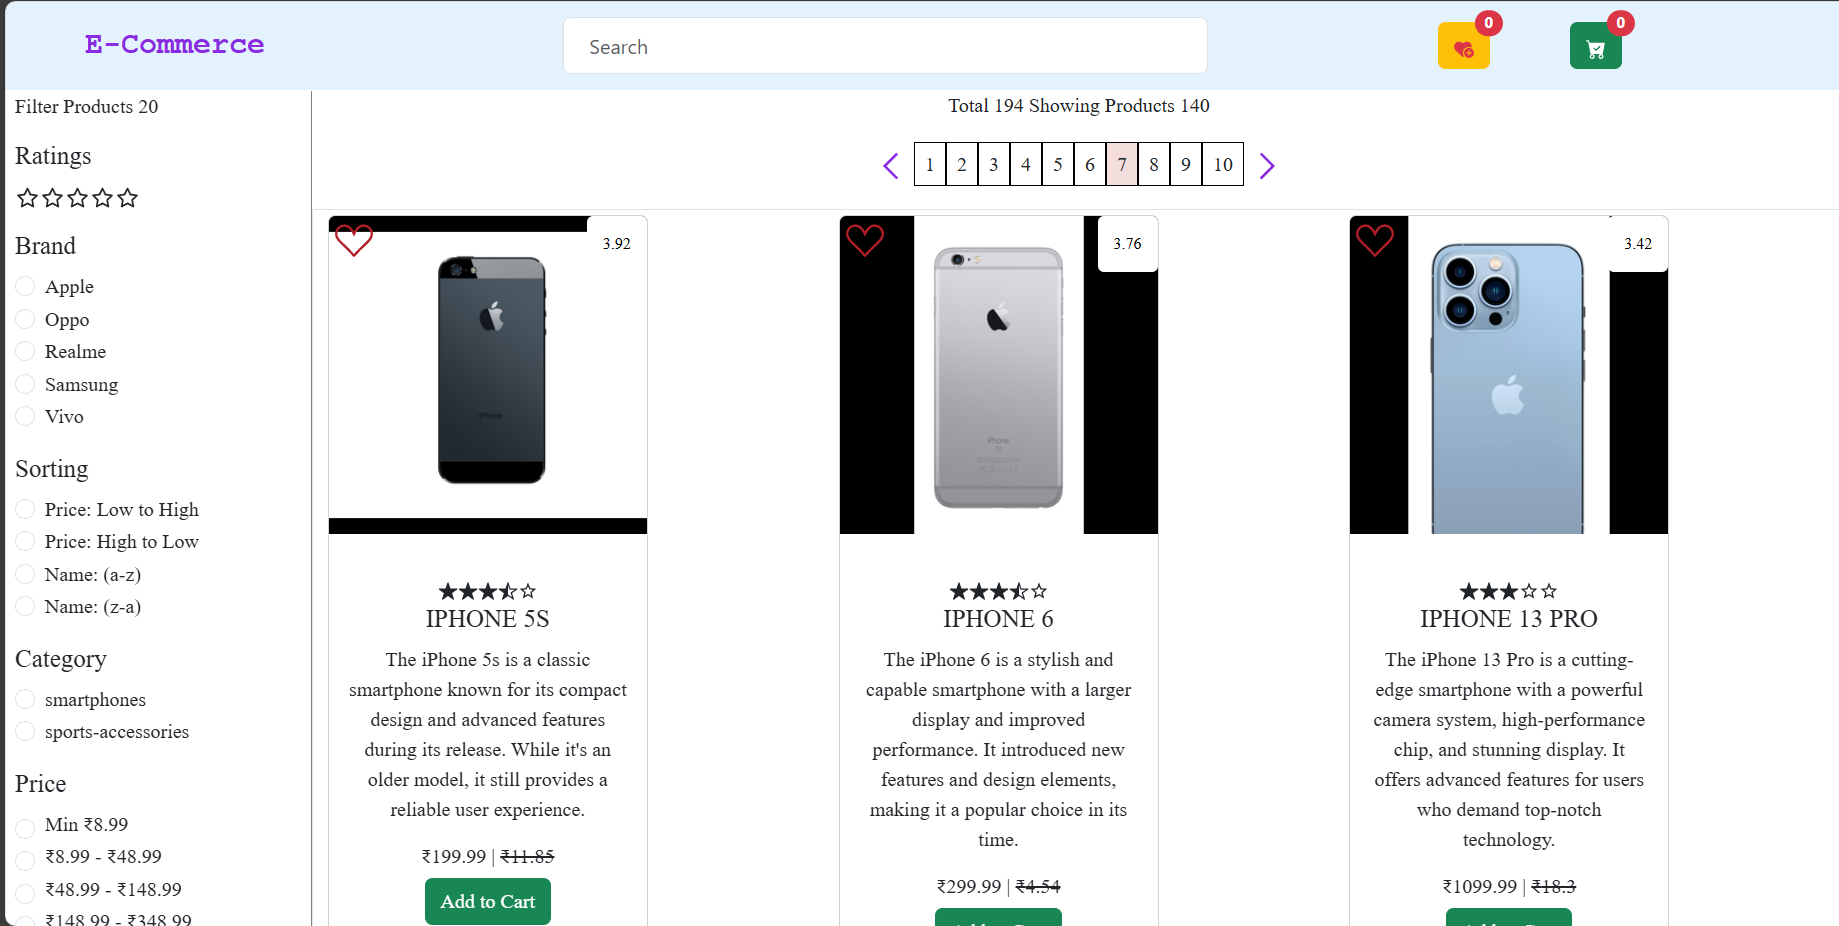 E-Commerce
Search
0
0
Filter Products 20
Ratings
Brand
Apple
Oppo
Realme
Samsung
Vivo
Sorting
Price: Low to High
Price: High to Low
Name: (a-z)
Name: (z-a)
Category
smartphones
sports-accessories
Price
Min ₹8.99
₹8.99 - ₹48.99
₹48.99 - ₹148.99
₹148.99 - ₹348.99
Total 194 Showing Products 140
1 2 3 4 5 6 7 8 9 10
3.92
iPhone
IPHONE 5S
The iPhone 5s is a classic
smartphone known for its compact
design and advanced features
during its release. While it's an
older model, it still provides a
reliable user experience.
₹199.99 | ₹11.85
Add to Cart
3.76
S
iPhone
IPHONE 6
The iPhone 6 is a stylish and
capable smartphone with a larger
display and improved
performance. It introduced new
features and design elements,
making it a popular choice in its
time.
₹299.99 | ₹4.54
Add to Cart
3.42
IPHONE 13 PRO
The iPhone 13 Pro is a cutting-
edge smartphone with a powerful
camera system, high-performance
chip, and stunning display. It
offers advanced features for users
who demand top-notch
technology.
₹1099.99 | ₹18.3
Add to Cart